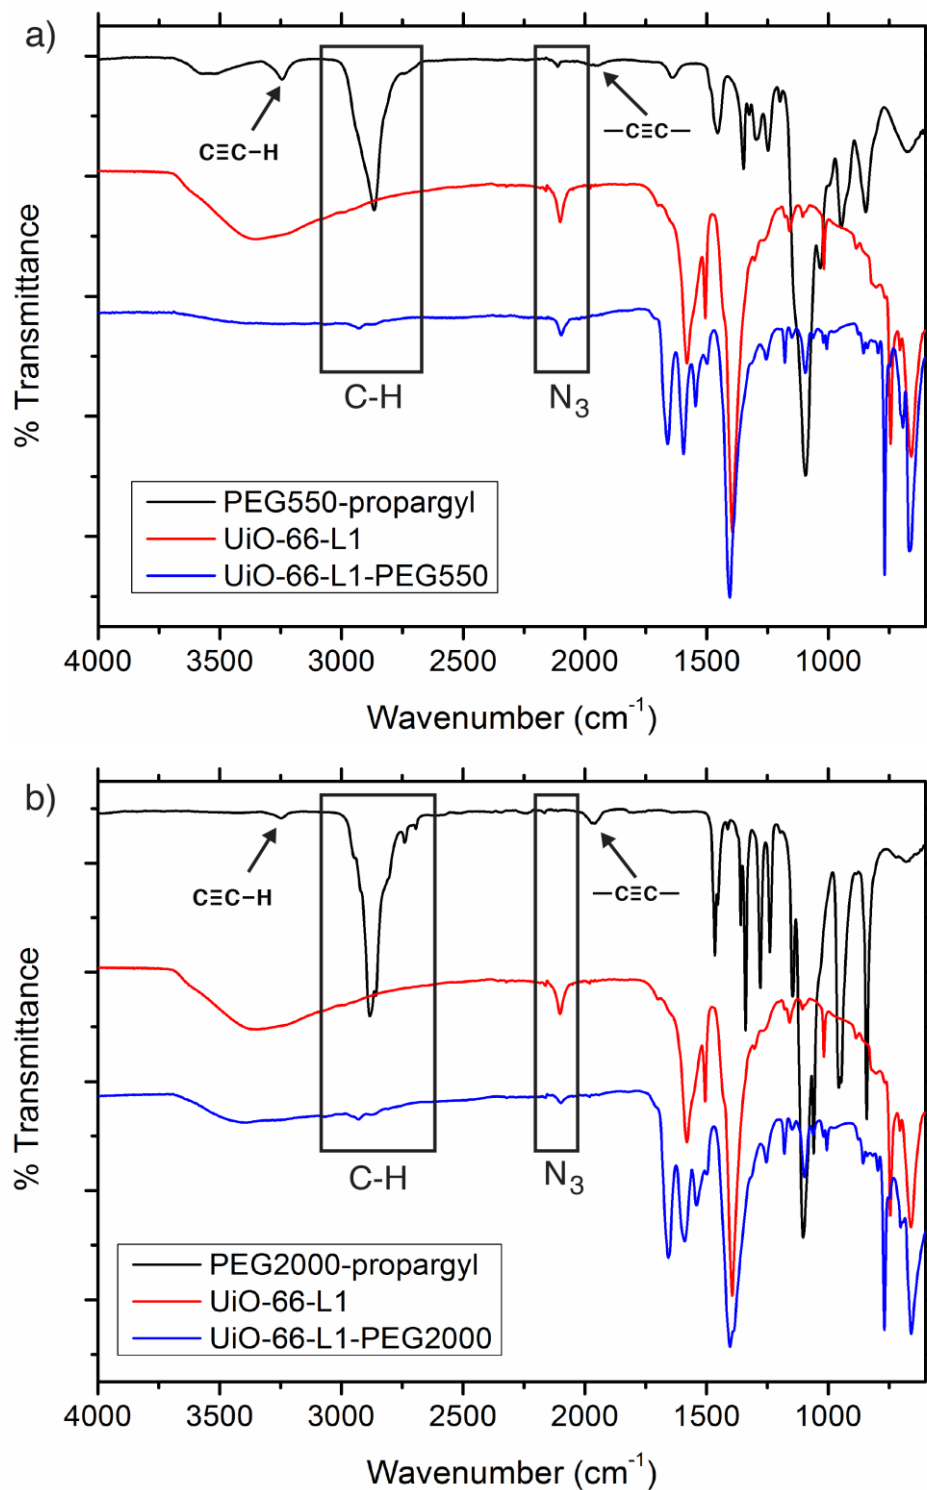 a)
C≡C–H
—C≡C—
C-H
N₃
% Transmittance
PEG550-propargyl
UiO-66-L1
UiO-66-L1-PEG550
4000 3500 3000 2500 2000 1500 1000
Wavenumber (cm⁻¹)
b)
C≡C–H
—C≡C—
C-H
N₃
% Transmittance
PEG2000-propargyl
UiO-66-L1
UiO-66-L1-PEG2000
4000 3500 3000 2500 2000 1500 1000
Wavenumber (cm⁻¹)